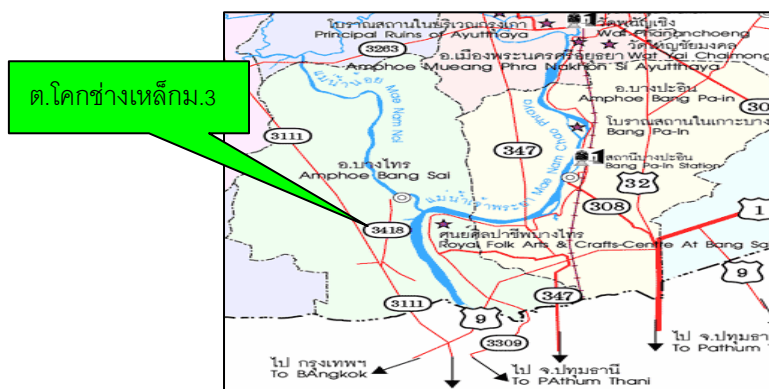 โบราณสถานในบริเวณกรุงเก่า
Principal Ruins of Ayutthaya
1
วัดพนัญเชิง
Wat Phananchoeng
3263
วัดใหญ่ชัยมงคล
อ.เมืองพระนครศรีอยุธยา Wat Yai Chaimong
Amphoe Mueang Phra Nakhon Si Ayutthaya
แม่น้ำน้อย Mae Nam Noi
ต.โคกช่างเหล็กม.3
อ.บางปะอิน
Amphoe Bang Pa-in
30
3111
โบราณสถานในเกาะบาง
Bang Pa-In
347
1
สถานีบางปะอิน
Bang Pa-In Station
อ.บางไทร
Amphoe Bang Sai
แม่น้ำเจ้าพระยา Mae Nam Chao Phraya
32
308
1
3418
ศูนย์ศิลปาชีพบางไทร
Royal Folk Arts & Crafts-Centre At Bang Sa
9
3111
347
9
3309
ไป กรุงเทพฯ
To BAngkok
ไป จ.ปทุมธานี
To PAthum Thani
ไป จ.ปทุมธา
To Pathum T